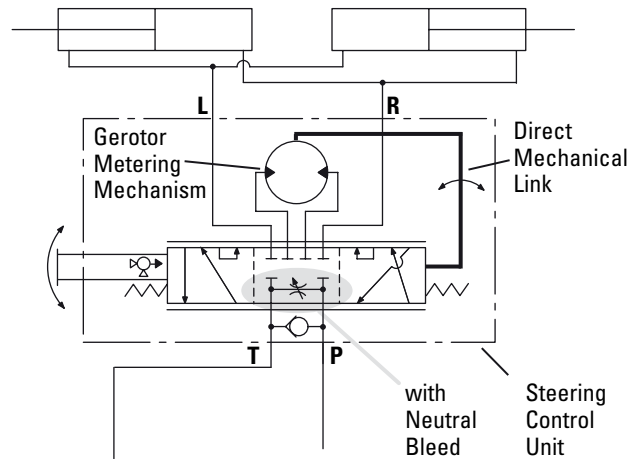 L
R
Gerotor
Metering
Mechanism
Direct
Mechanical
Link
T
P
with
Neutral
Bleed
Steering
Control
Unit